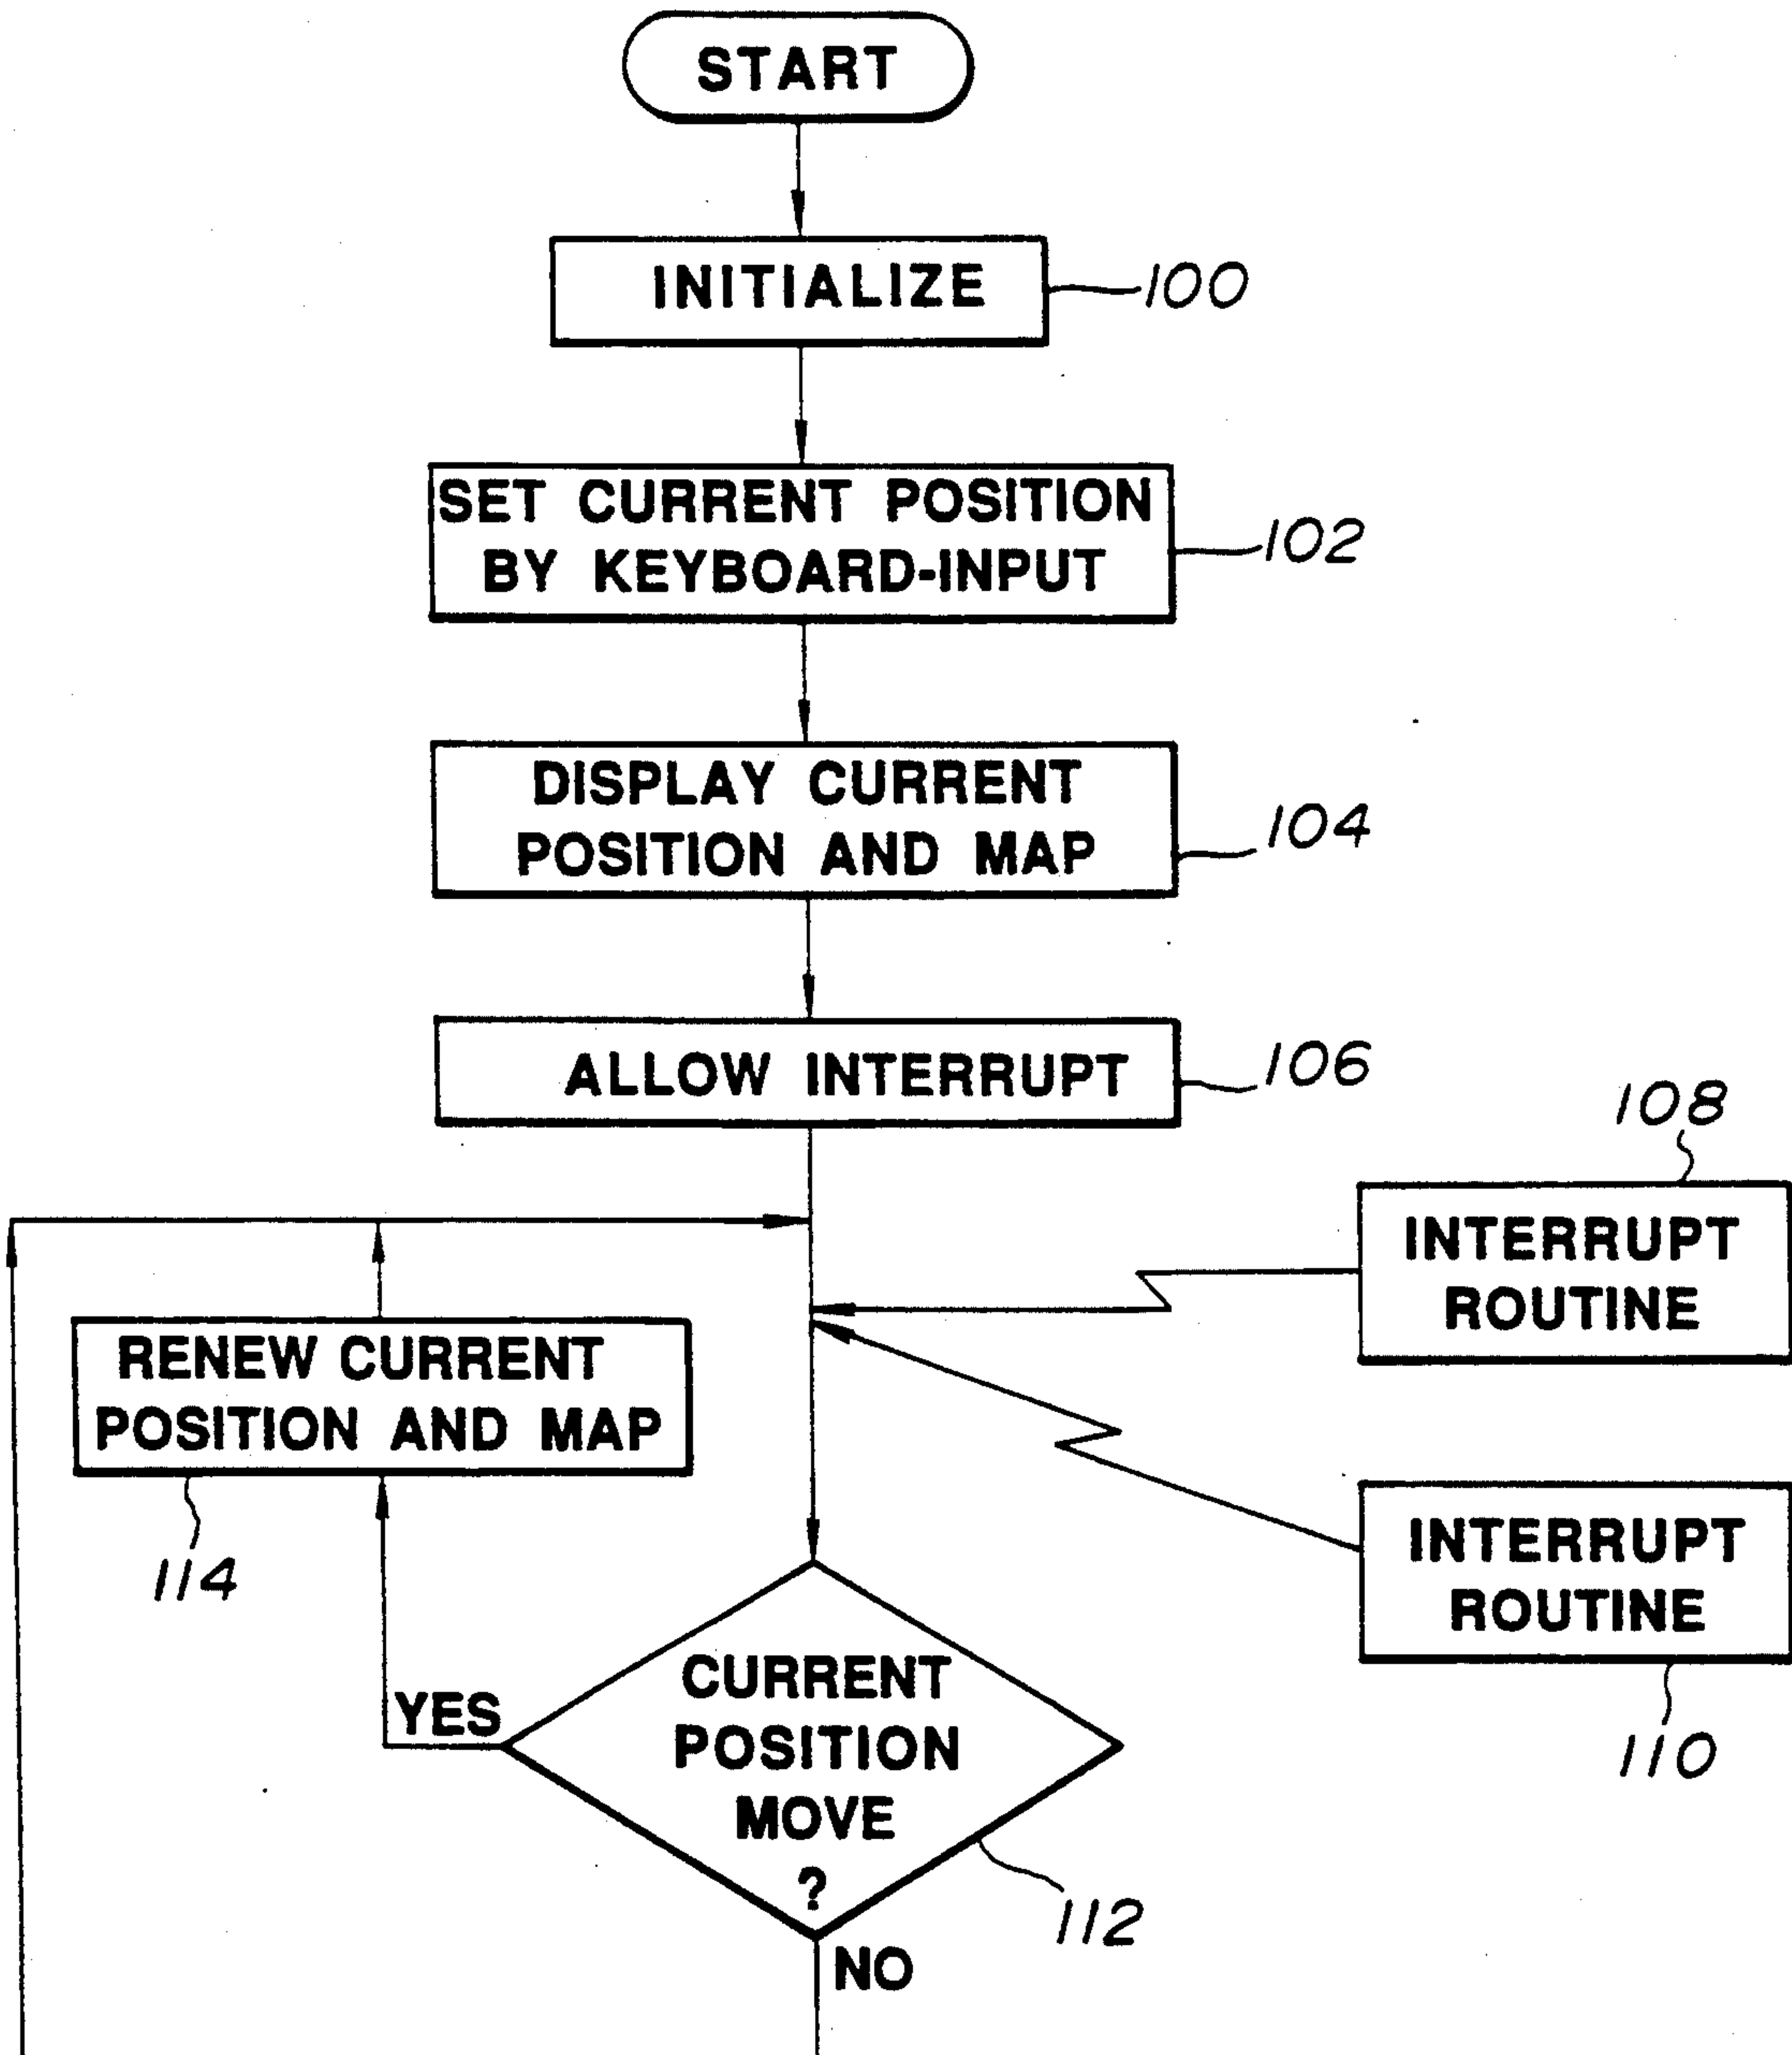 START
INITIALIZE
100
SET CURRENT POSITION
BY KEYBOARD-INPUT
102
DISPLAY CURRENT
POSITION AND MAP
104
ALLOW INTERRUPT
106
108
INTERRUPT
ROUTINE
RENEW CURRENT
POSITION AND MAP
114
INTERRUPT
ROUTINE
110
YES
CURRENT
POSITION
MOVE
?
112
NO